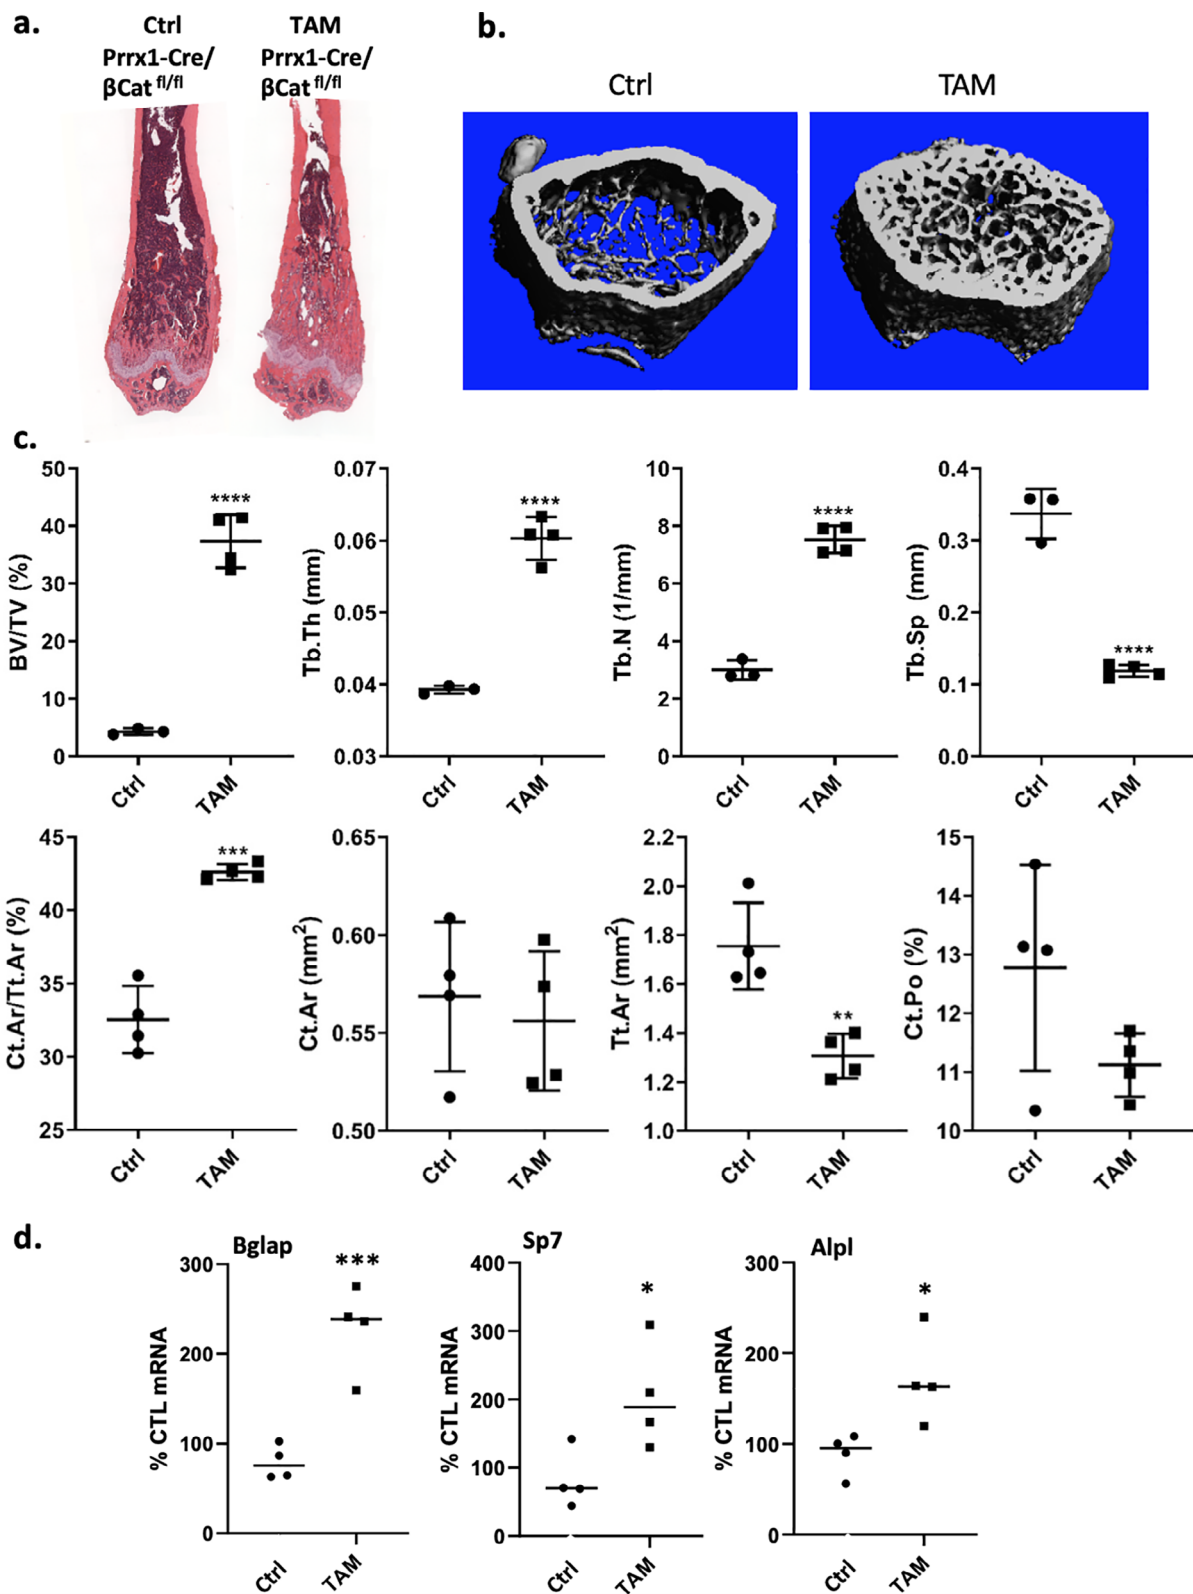 a.
Ctrl
Prrx1-Cre/
βCat fl/fl
TAM
Prrx1-Cre/
βCat fl/fl
b.
Ctrl
TAM
c.
BV/TV (%)
50
40
30
20
10
0
****
Ctrl
TAM
Tb.Th (mm)
0.07
0.06
0.05
0.04
0.03
****
Ctrl
TAM
Tb.N (1/mm)
10
8
6
4
2
0
****
Ctrl
TAM
Tb.Sp (mm)
0.4
0.3
0.2
0.1
0.0
****
Ctrl
TAM
Ct.Ar/Tt.Ar (%)
45
40
35
30
25
***
Ctrl
TAM
Ct.Ar (mm²)
0.65
0.60
0.55
0.50
Ctrl
TAM
Tt.Ar (mm²)
2.2
2.0
1.8
1.6
1.4
1.2
1.0
**
Ctrl
TAM
Ct.Po (%)
15
14
13
12
11
10
Ctrl
TAM
d.
Bglap
% CTL mRNA
300
200
100
0
***
Ctrl
TAM
Sp7
% CTL mRNA
400
300
200
100
0
*
Ctrl
TAM
Alpl
% CTL mRNA
300
200
100
0
*
Ctrl
TAM